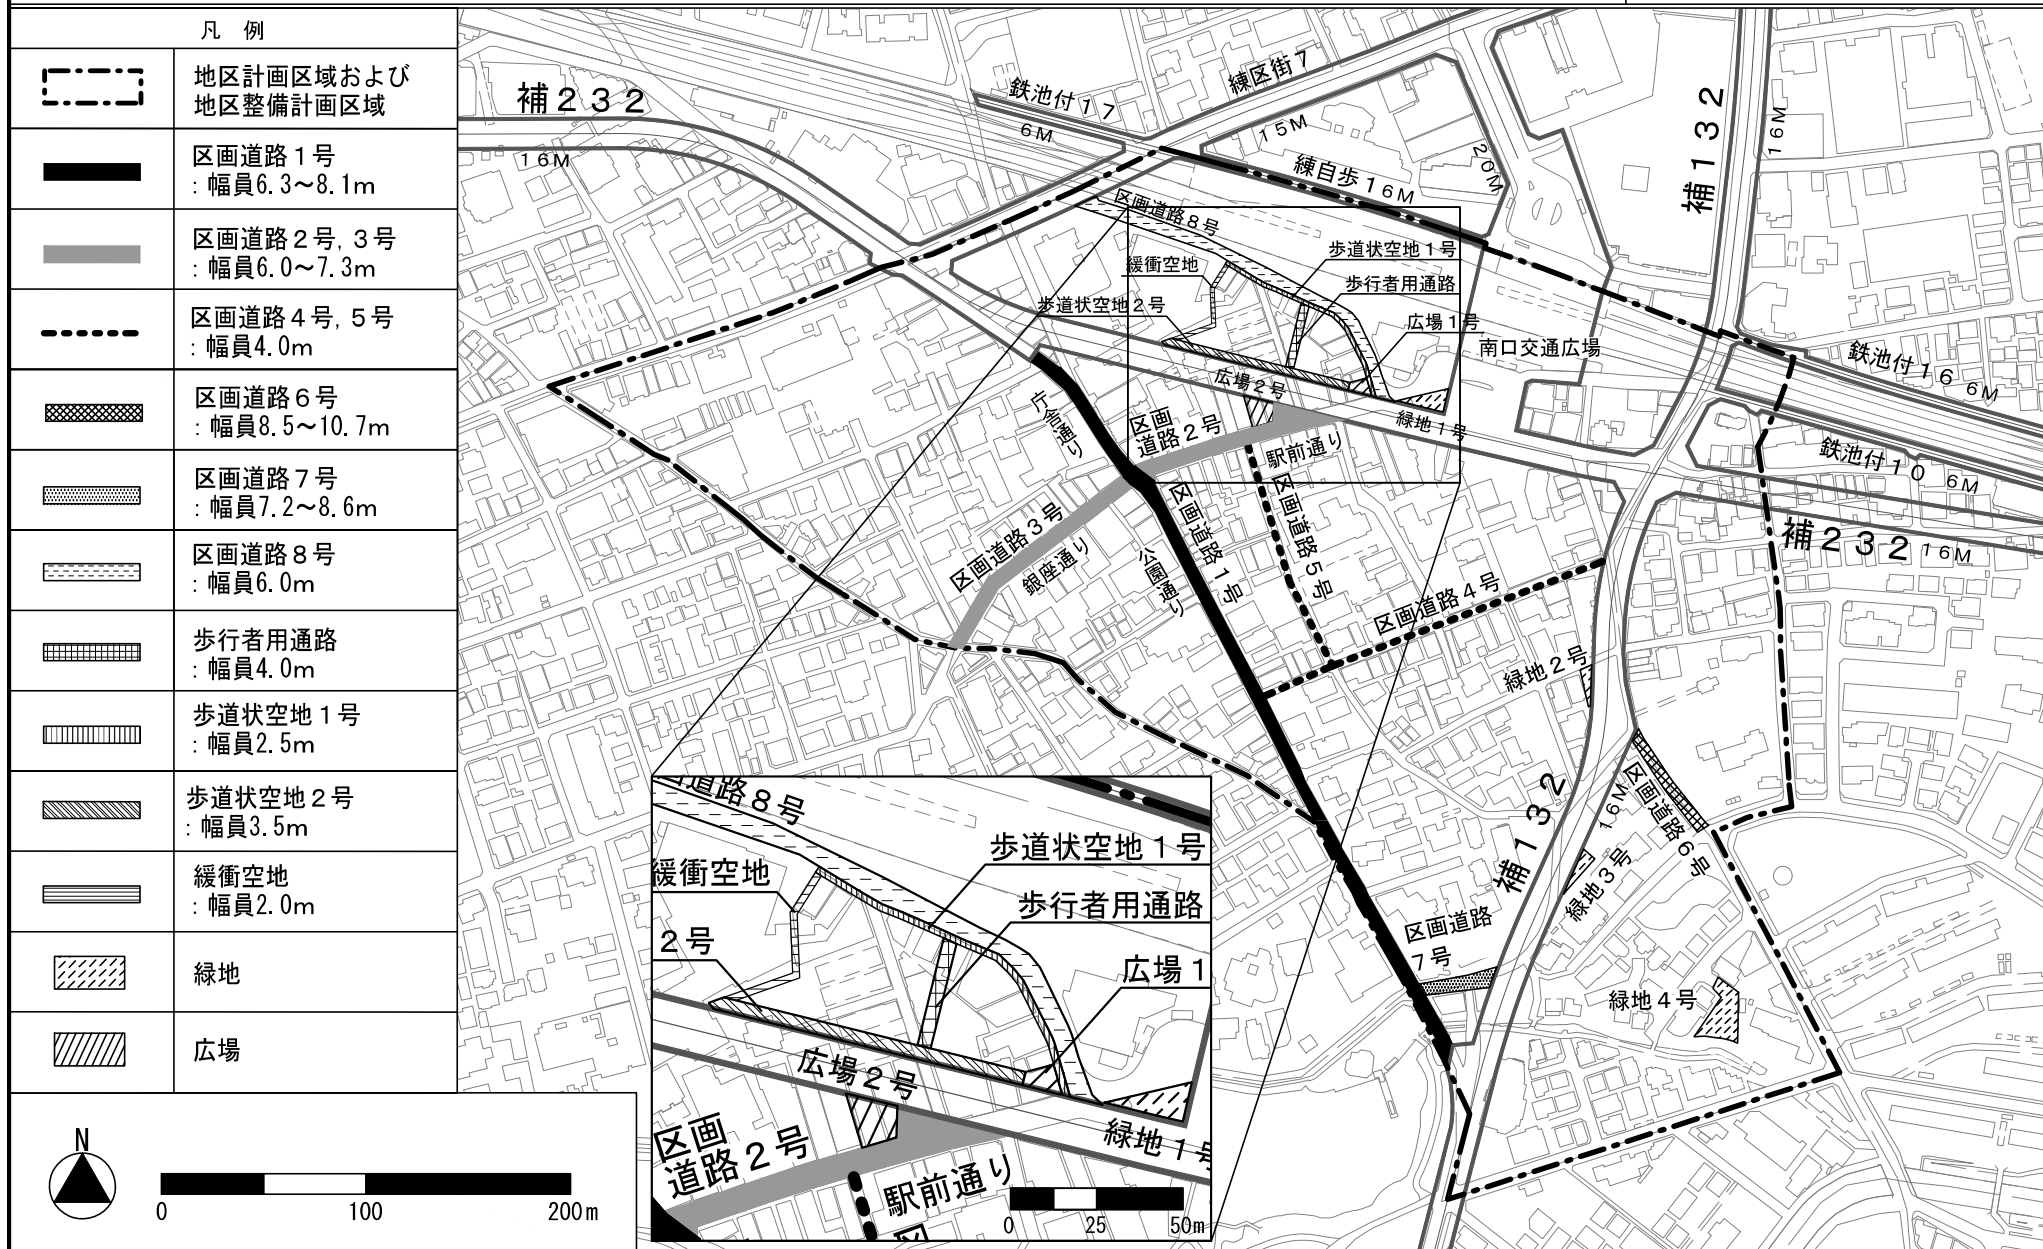 凡 例
地区計画区域および
地区整備計画区域
区画道路1号
:幅員6.3～8.1m
区画道路2号,3号
:幅員6.0～7.3m
区画道路4号,5号
:幅員4.0m
区画道路6号
:幅員8.5～10.7m
区画道路7号
:幅員7.2～8.6m
区画道路8号
:幅員6.0m
歩行者用通路
:幅員4.0m
歩道状空地1号
:幅員2.5m
歩道状空地2号
:幅員3.5m
緩衝空地
:幅員2.0m
緑地
広場
N
0 100 200m
補232
16M
鉄池付17
6M
練区街7
15M
20M
練自歩16M
補132
16M
区画道路8号
歩道状空地1号
緩衝空地
歩行者用通路
歩道状空地2号
広場1号
南口交通広場
広場2号
緑地1号
鉄池付16 6M
鉄池付10 6M
補232 16M
庁舎通り
区画
道路2号
駅前通り
区画道路3号
銀座通り
公園通り
区画道路1号
区画道路5号
区画道路4号
緑地2号
補132
16M
区画道路6号
緑地3号
区画道路
7号
緑地4号
道路8号
歩道状空地1号
緩衝空地
歩行者用通路
2号
広場1
広場2号
緑地1号
区画
道路2号
駅前通り
区
0 25 50m